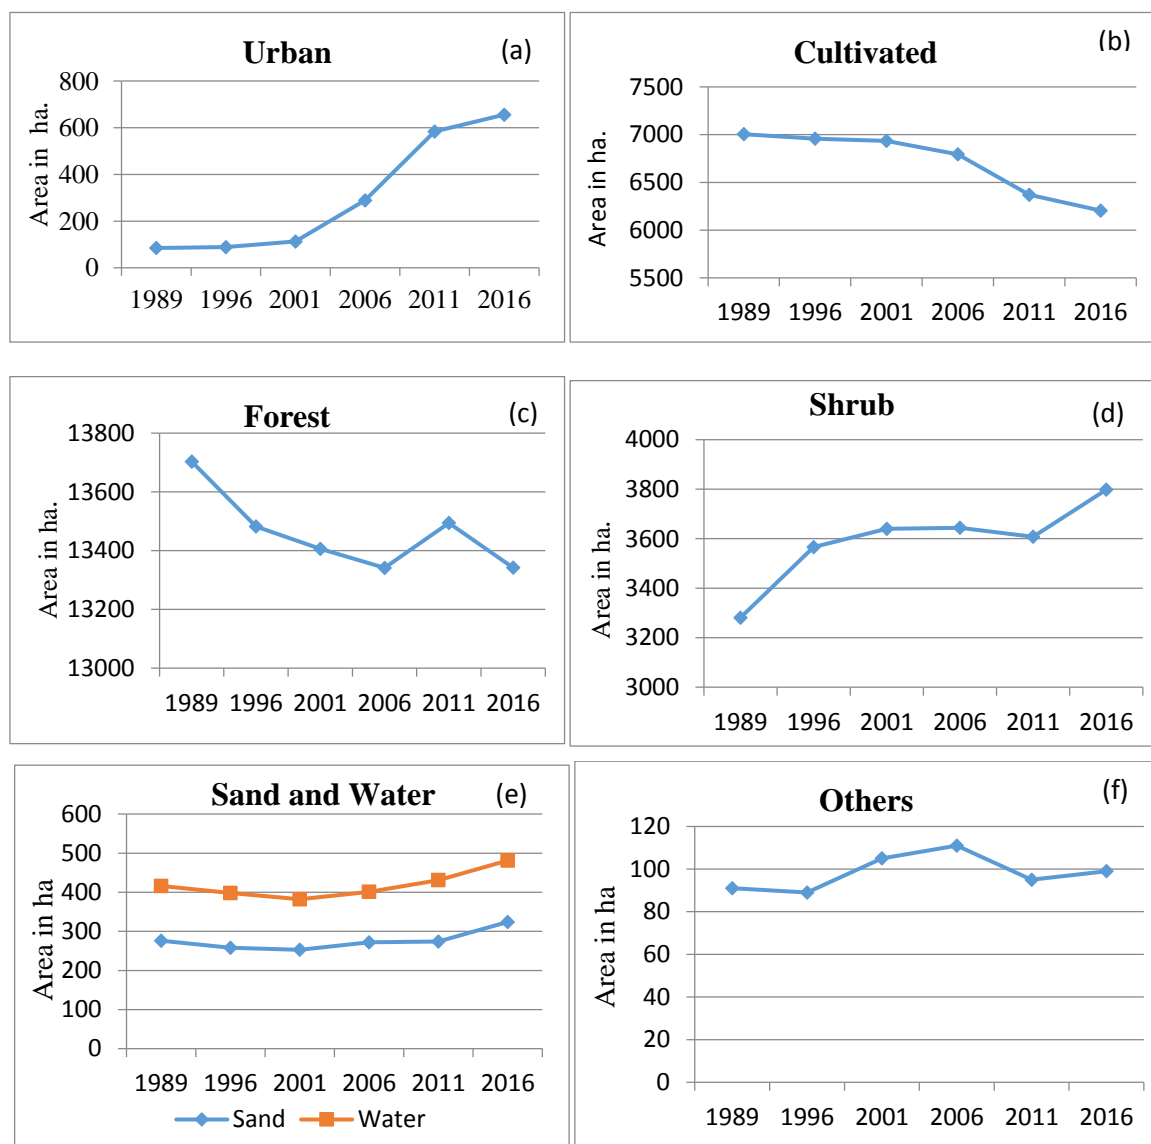 Urban
(a)
Area in ha.
800
600
400
200
0
1989 1996 2001 2006 2011 2016
Cultivated
(b)
Area in ha.
7500
7000
6500
6000
5500
1989 1996 2001 2006 2011 2016
Forest
(c)
Area in ha.
13800
13600
13400
13200
13000
1989 1996 2001 2006 2011 2016
Shrub
(d)
Area in ha.
4000
3800
3600
3400
3200
3000
1989 1996 2001 2006 2011 2016
Sand and Water
(e)
Area in ha
600
500
400
300
200
100
0
1989 1996 2001 2006 2011 2016
Sand Water
Others
(f)
Area in ha
120
100
80
60
40
20
0
1989 1996 2001 2006 2011 2016